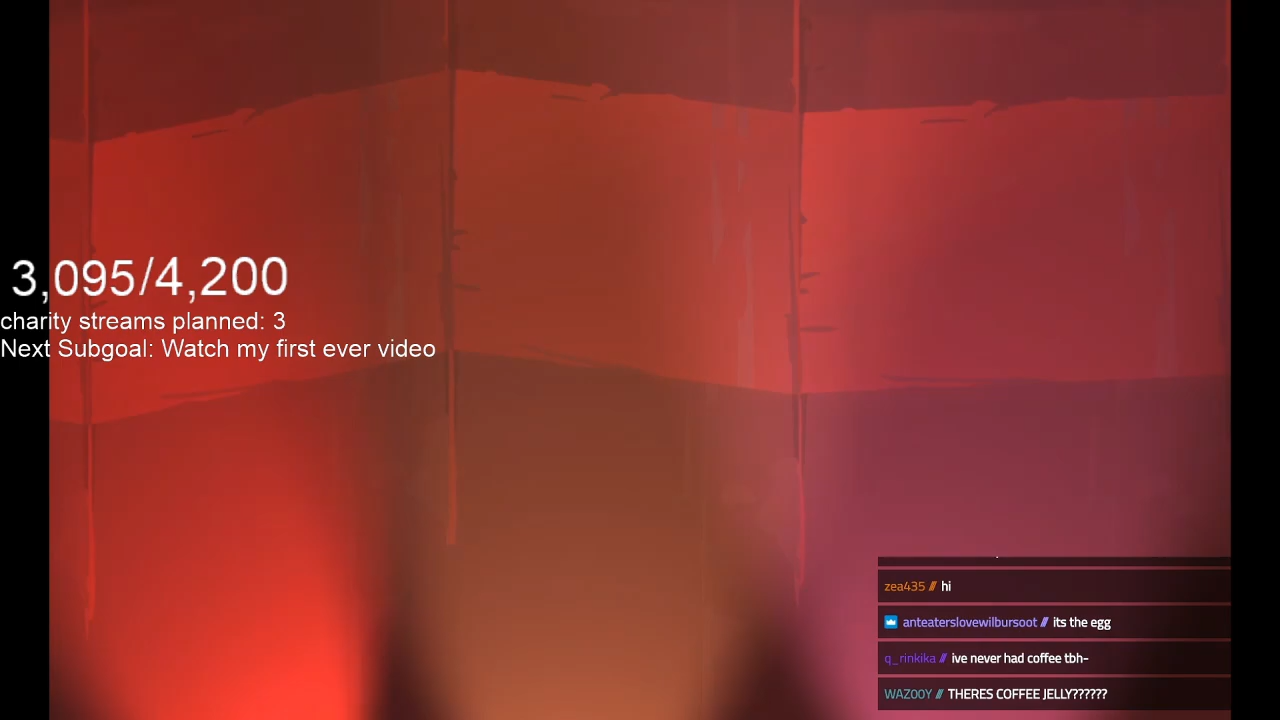 3,095/4,200
charity streams planned: 3
Next Subgoal: Watch my first ever video
zea435 // hi
anteaterslovewilbursoot // its the egg
q_rinkika // ive never had coffee tbh-
WAZOOY // THERES COFFEE JELLY??????